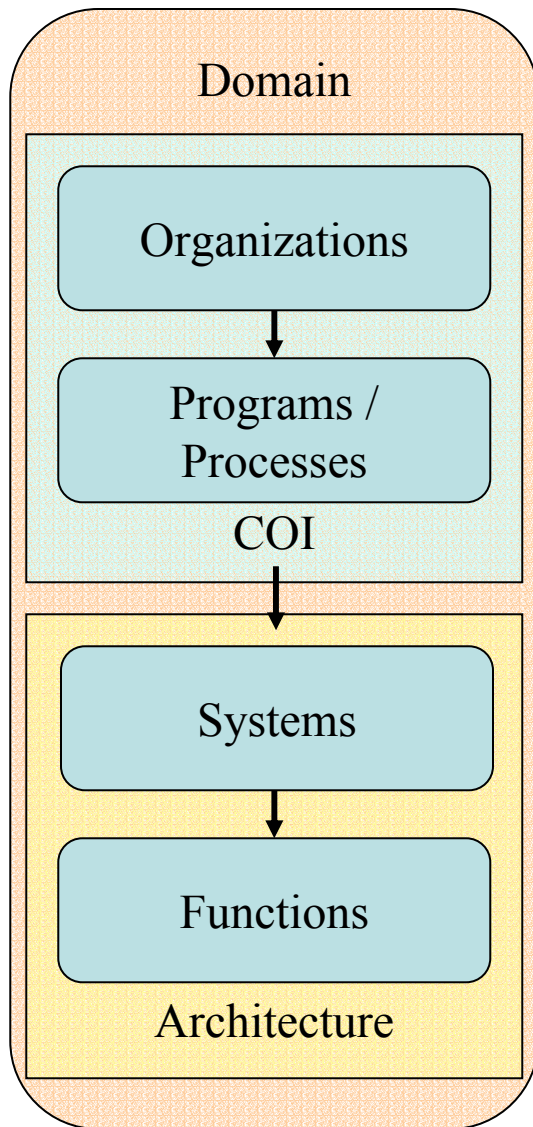 Domain
Organizations
Programs /
Processes
COI
Systems
Functions
Architecture